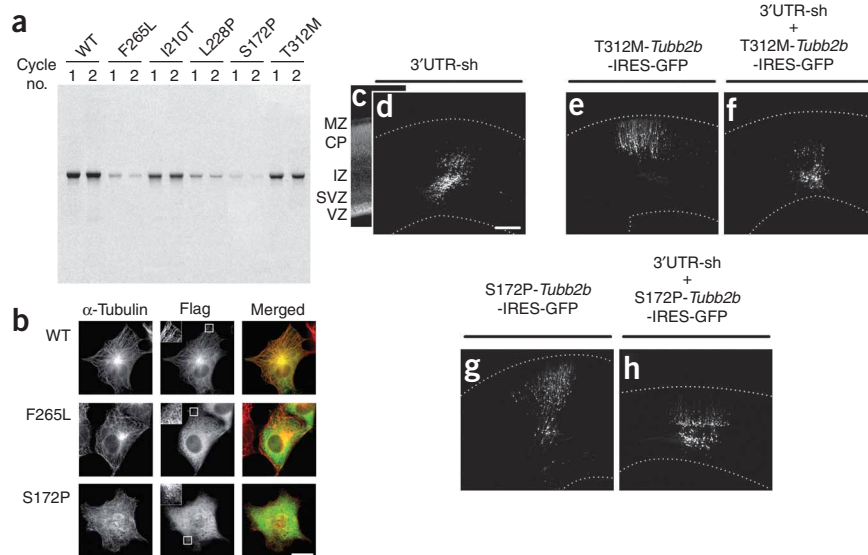 a
WT F265L I210T L228P S172P T312M
Cycle no. 1 2 1 2 1 2 1 2 1 2 1 2
b
α-Tubulin Flag Merged
WT
F265L
S172P
3′UTR-sh
c
d
MZ
CP
IZ
SVZ
VZ
T312M-Tubb2b
-IRES-GFP
e
3′UTR-sh
+
T312M-Tubb2b
-IRES-GFP
f
S172P-Tubb2b
-IRES-GFP
g
3′UTR-sh
+
S172P-Tubb2b
-IRES-GFP
h